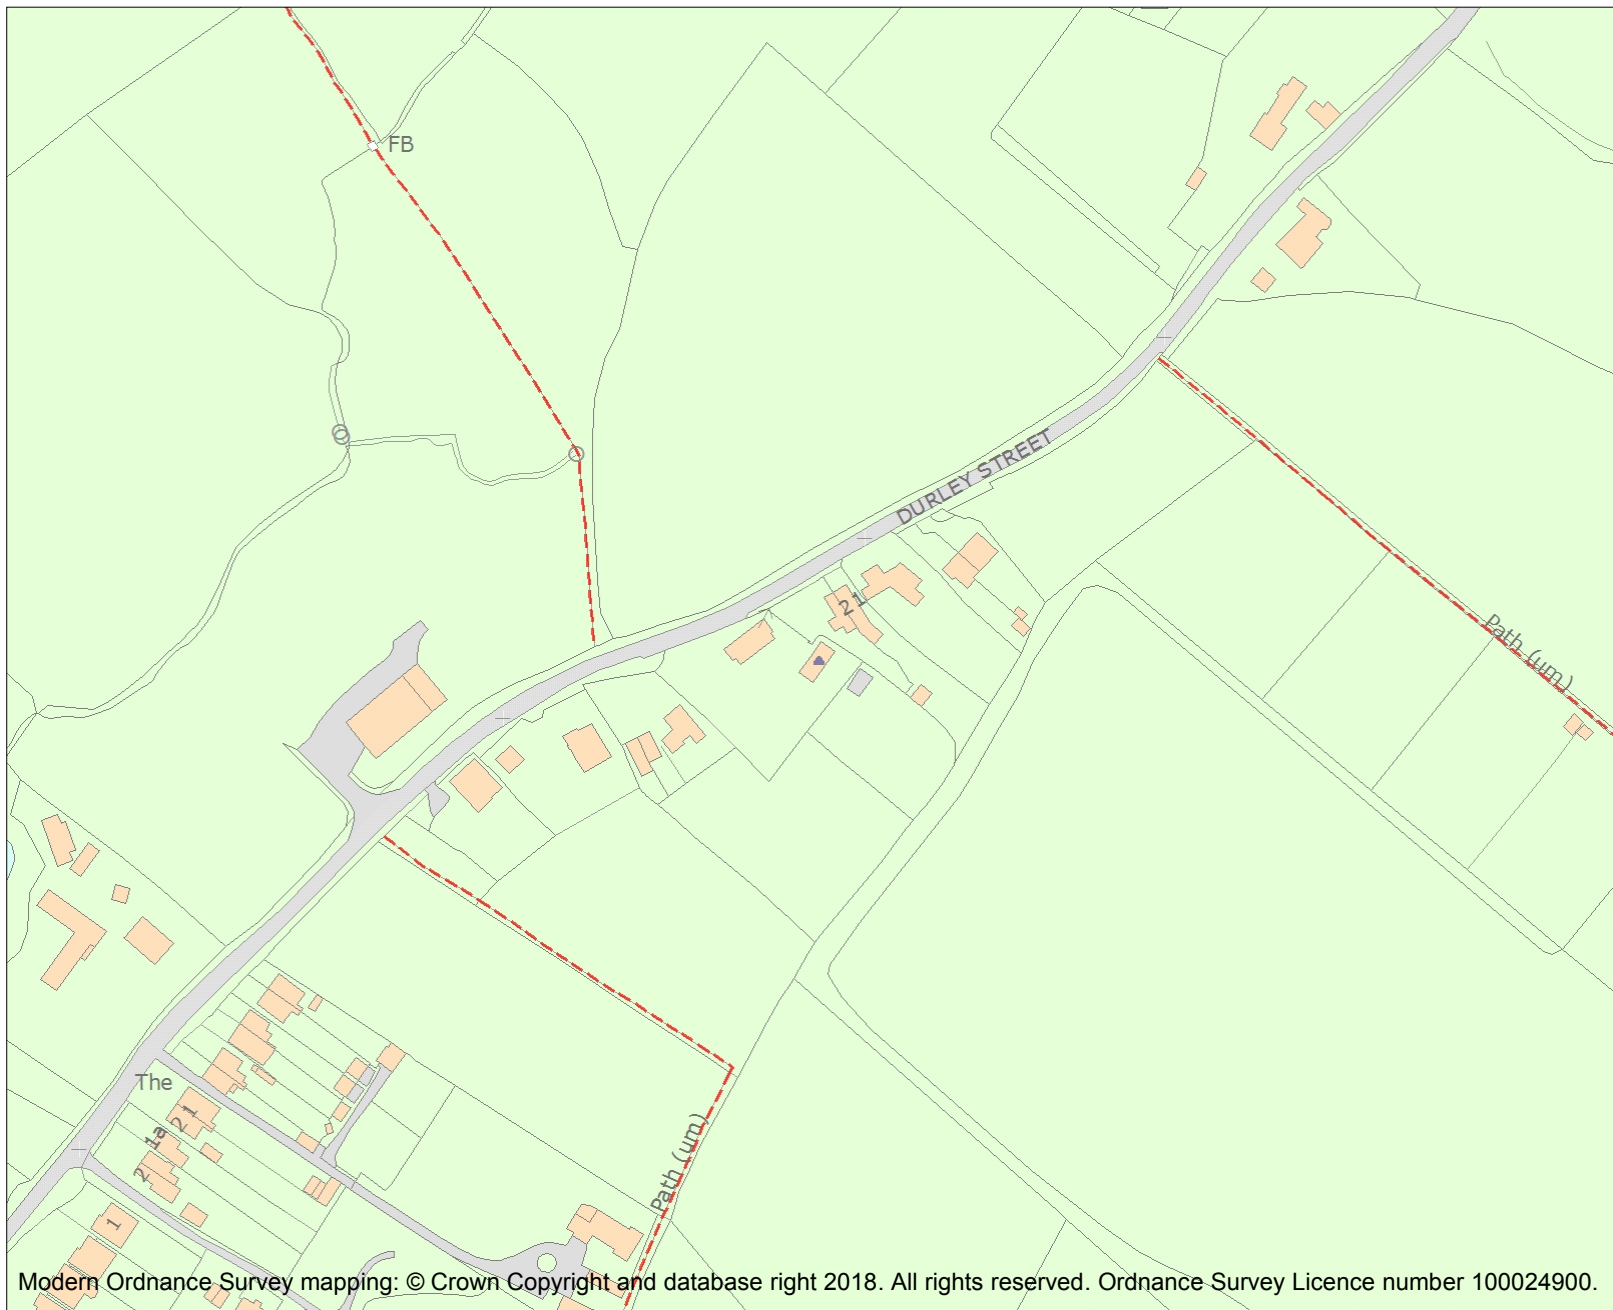 FB
DURLEY STREET
2 1
Path (um)
The
2 1
1a
2
1
Path (um)
Modern Ordnance Survey mapping: © Crown Copyright and database right 2018. All rights reserved. Ordnance Survey Licence number 100024900.